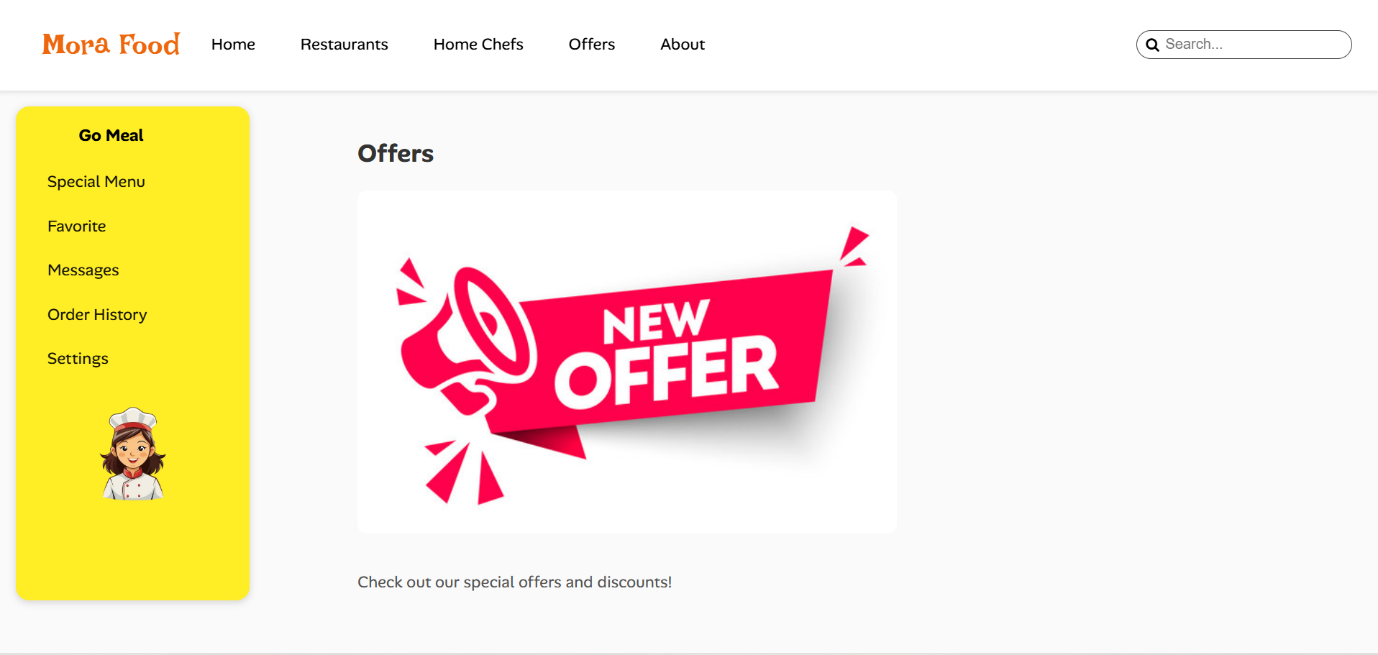 Mora Food Home Restaurants Home Chefs Offers About Search...
Go Meal
Special Menu
Favorite
Messages
Order History
Settings
Offers
NEW
OFFER
Check out our special offers and discounts!